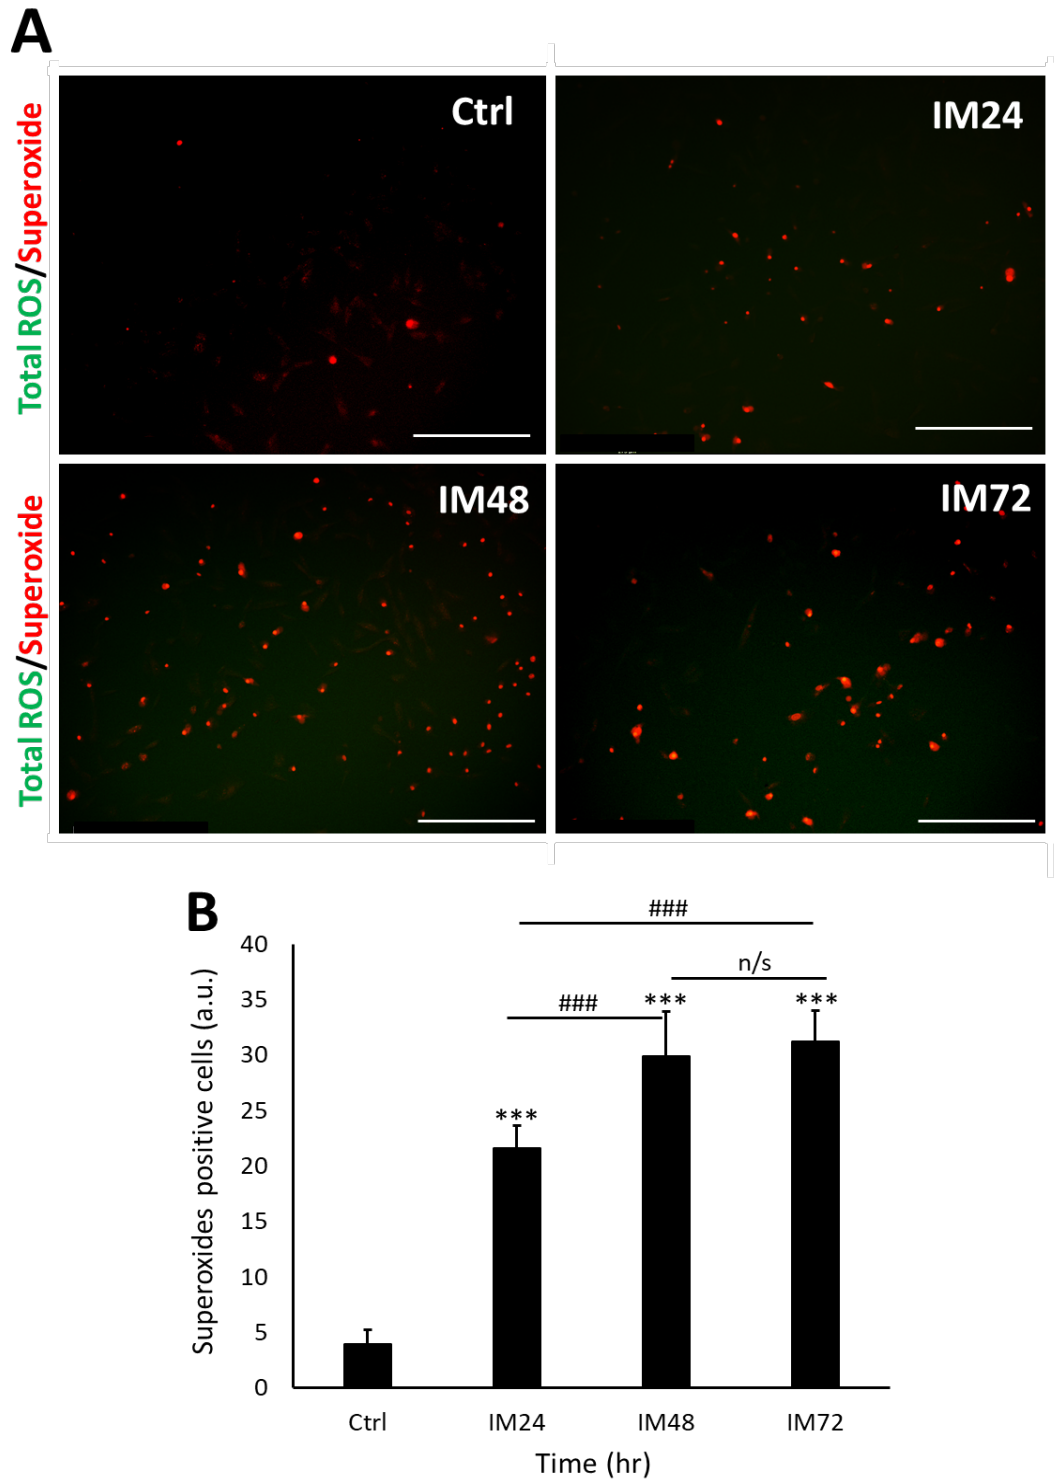 A
Total ROS/Superoxide
Ctrl
IM24
Total ROS/Superoxide
IM48
IM72
B
###
n/s
###
***
***
***
Superoxides positive cells (a.u.)
40
35
30
25
20
15
10
5
0
Ctrl
IM24
IM48
IM72
Time (hr)